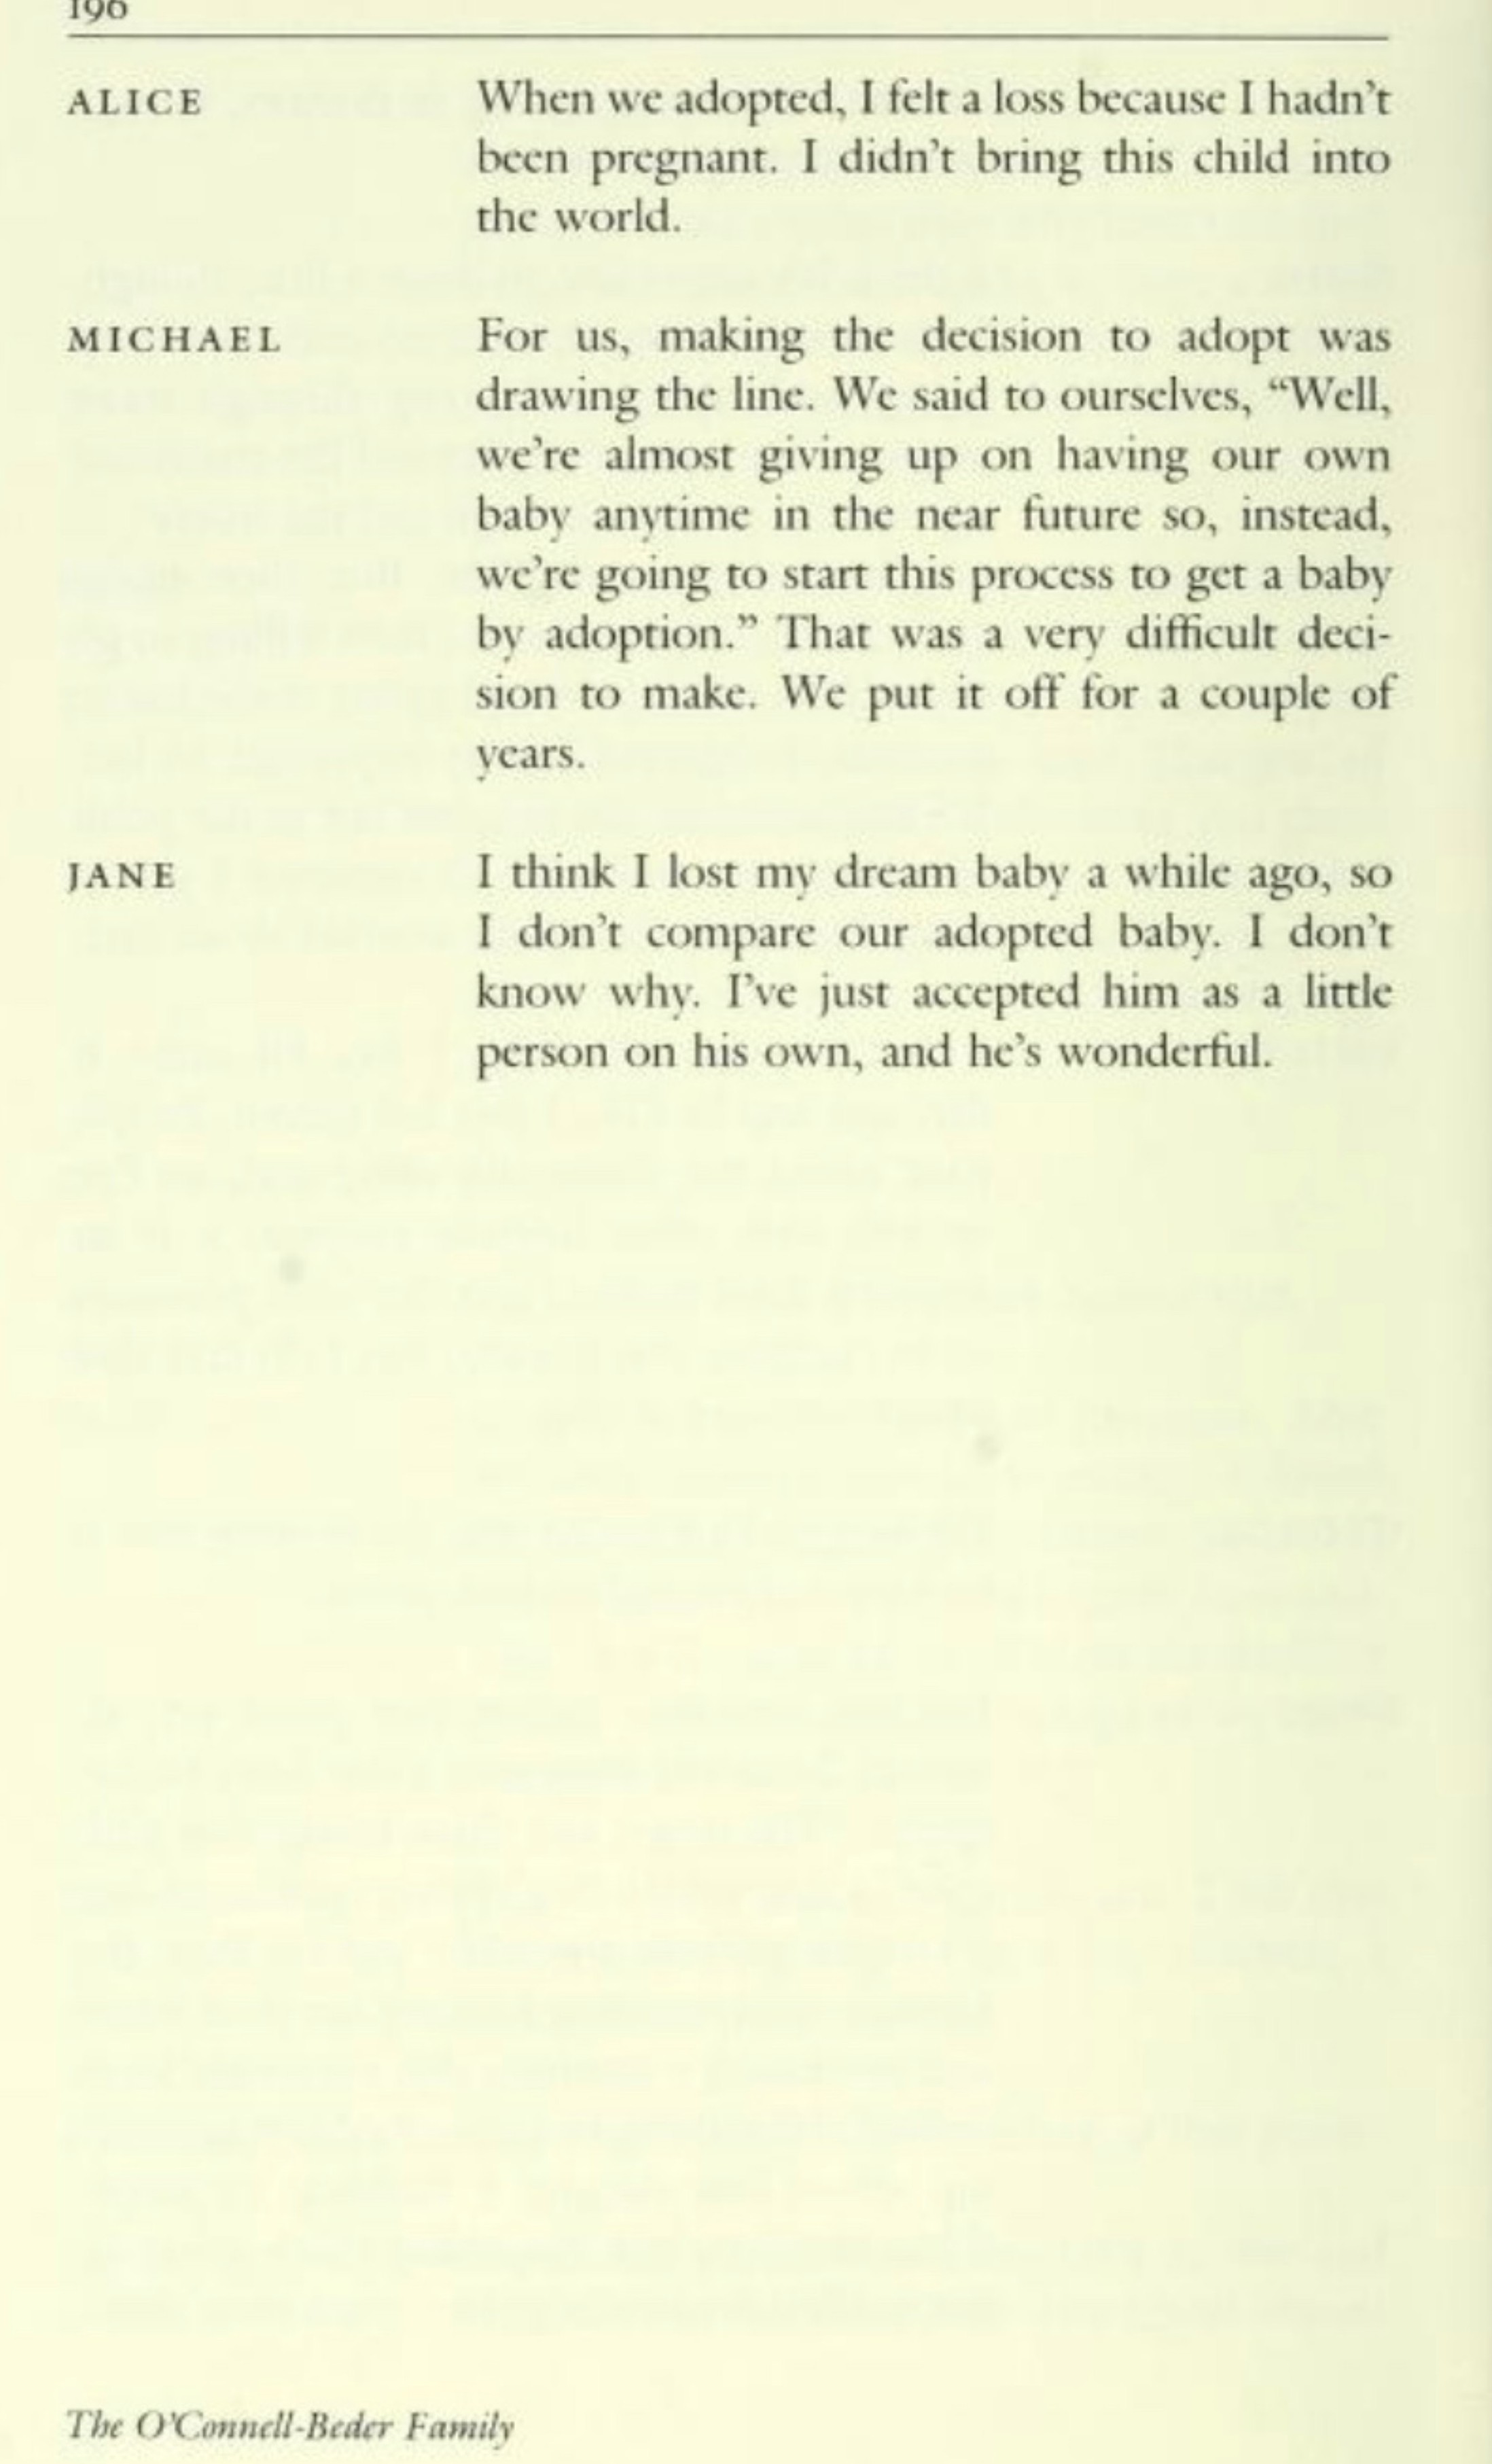 196
ALICE When we adopted, I felt a loss because I hadn't
been pregnant. I didn't bring this child into
the world.
MICHAEL For us, making the decision to adopt was
drawing the line. We said to ourselves, “Well,
we're almost giving up on having our own
baby anytime in the near future so, instead,
we're going to start this process to get a baby
by adoption.” That was a very difficult deci-
sion to make. We put it off for a couple of
years.
JANE I think I lost my dream baby a while ago, so
I don't compare our adopted baby. I don't
know why. I've just accepted him as a little
person on his own, and he's wonderful.
The O'Connell-Beder Family